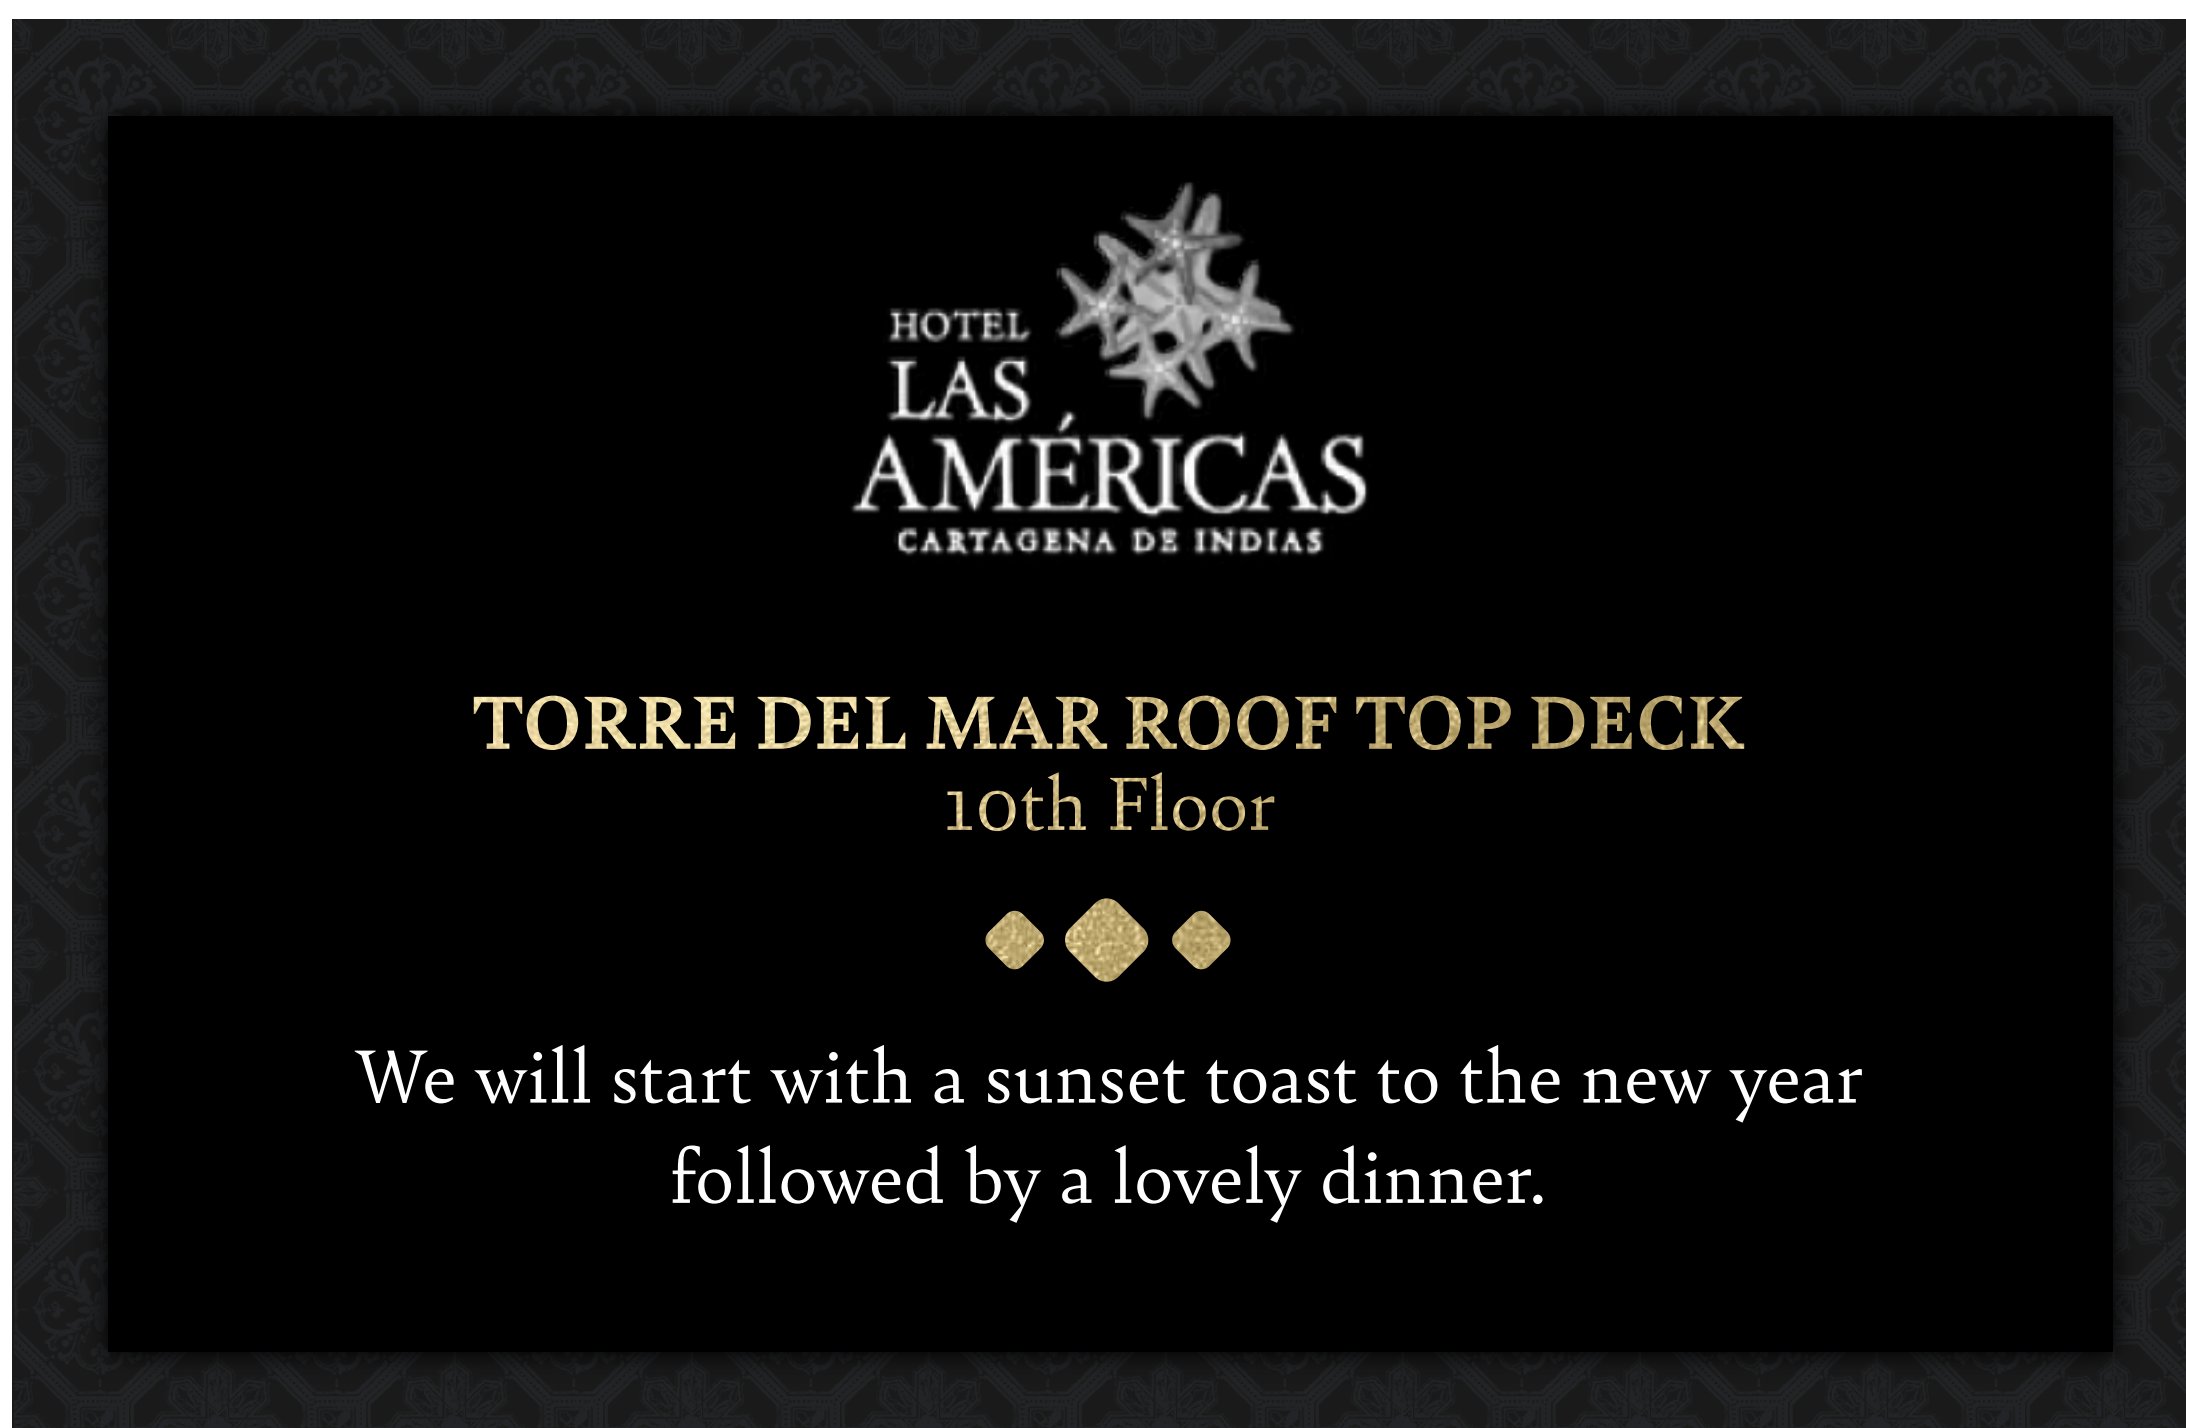 HOTEL
LAS
AMÉRICAS
CARTAGENA DE INDIAS
TORRE DEL MAR ROOF TOP DECK
10th Floor
We will start with a sunset toast to the new year
followed by a lovely dinner.